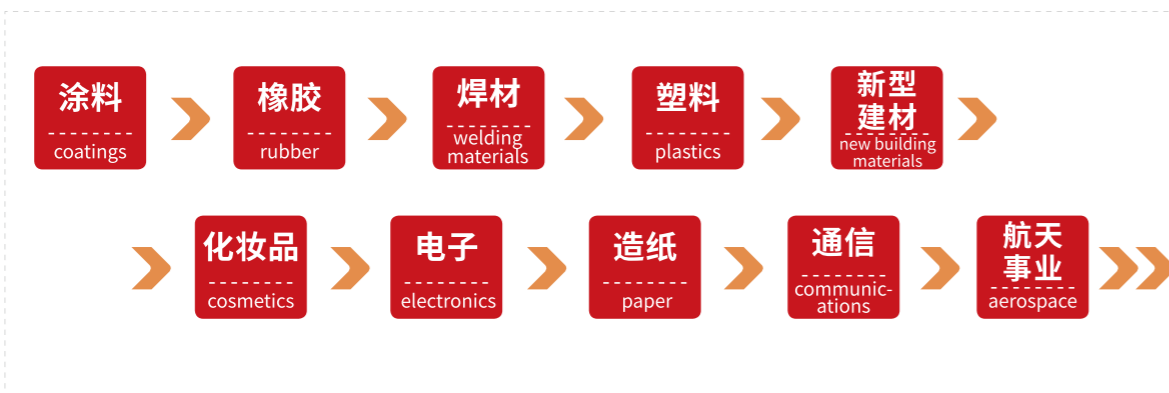 涂料
coatings
橡胶
rubber
焊材
welding
materials
塑料
plastics
新型
建材
new building
materials
化妆品
cosmetics
电子
electronics
造纸
paper
通信
communic-
ations
航天
事业
aerospace